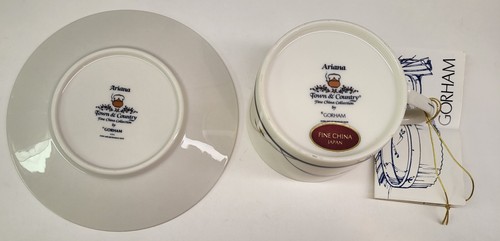 Ariana
Town & Country
Fine China Collection
by
GORHAM
Ariana
Town & Country®
Fine China Collection
by
GORHAM
FINE CHINA
JAPAN
GORHAM